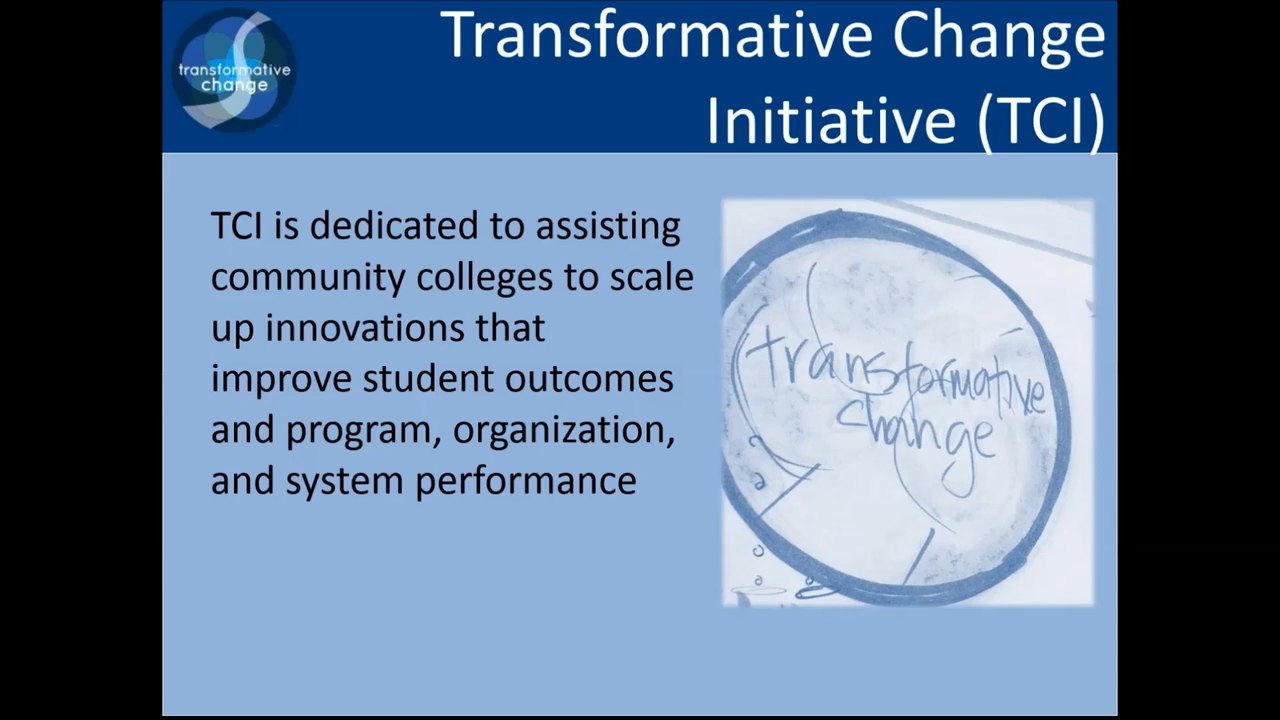 transformative
change
Transformative Change
Initiative (TCI)
TCI is dedicated to assisting
community colleges to scale
up innovations that
improve student outcomes
and program, organization,
and system performance
transformative
change